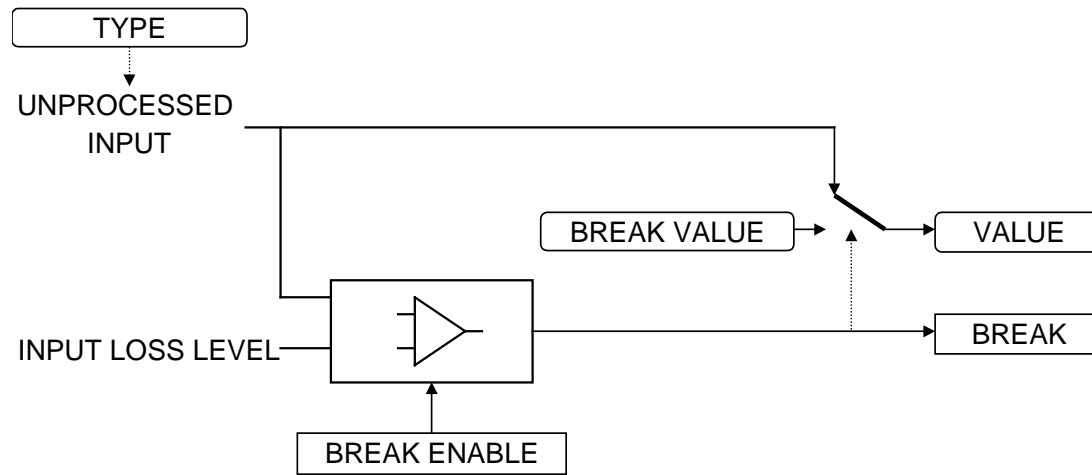 TYPE
UNPROCESSED
INPUT
BREAK VALUE
VALUE
INPUT LOSS LEVEL
BREAK
BREAK ENABLE